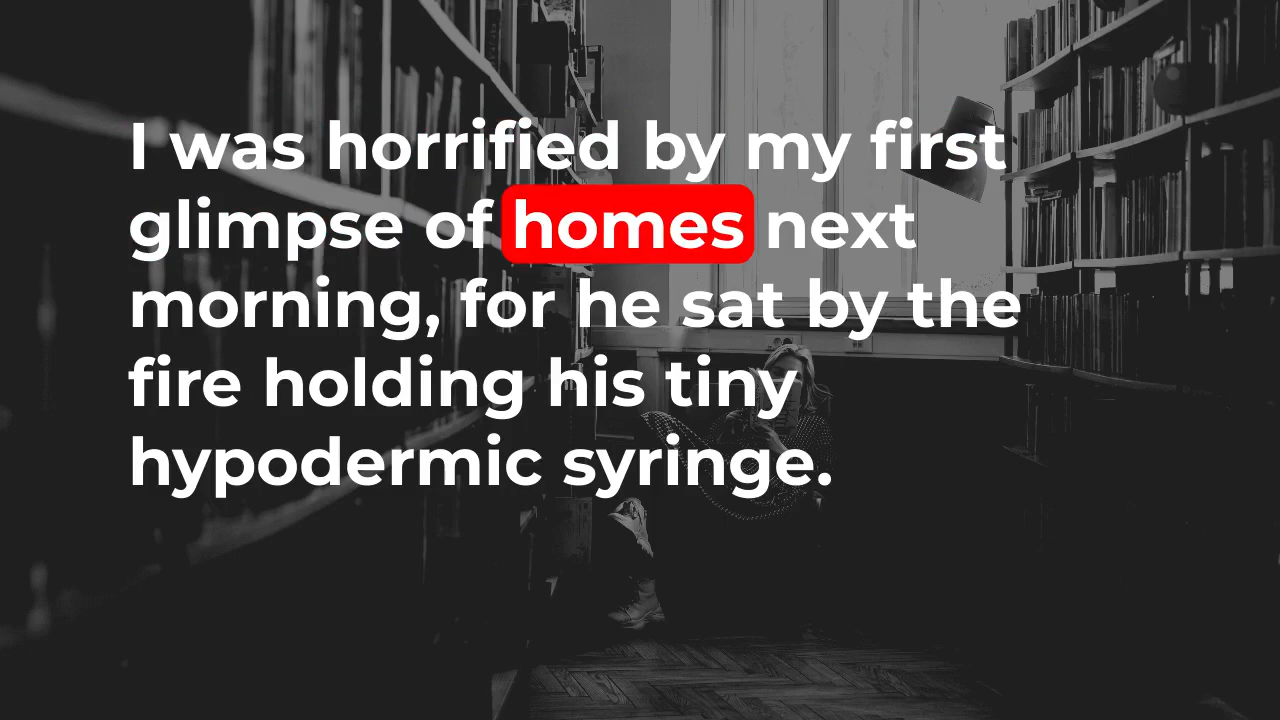 I was horrified by my first
glimpse of homes next
morning, for he sat by the
fire holding his tiny
hypodermic syringe.